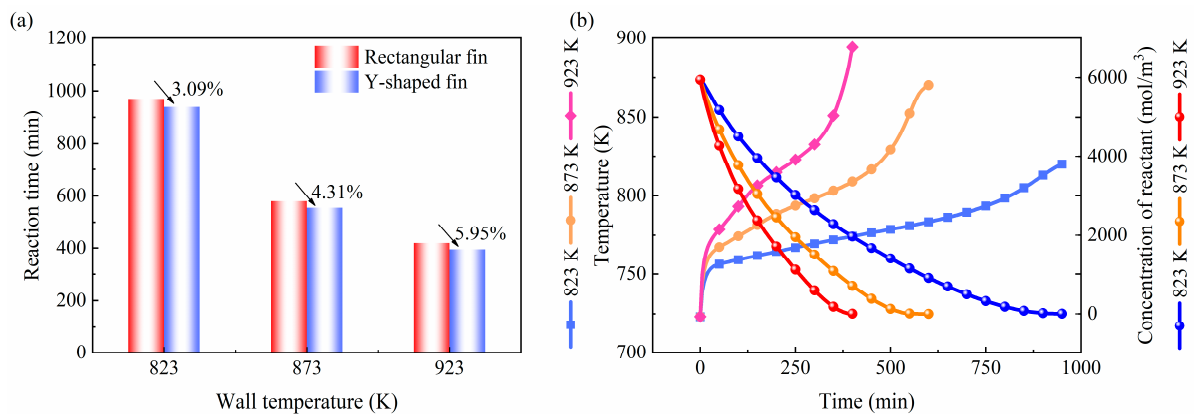 (a)
1200
1000
800
600
400
200
0
Reaction time (min)
Rectangular fin
Y-shaped fin
3.09%
4.31%
5.95%
823
873
923
Wall temperature (K)
(b)
823 K
873 K
923 K
900
850
800
750
700
Temperature (K)
6000
4000
2000
0
Concentration of reactant (mol/m³)
823 K
873 K
923 K
0
250
500
750
1000
Time (min)